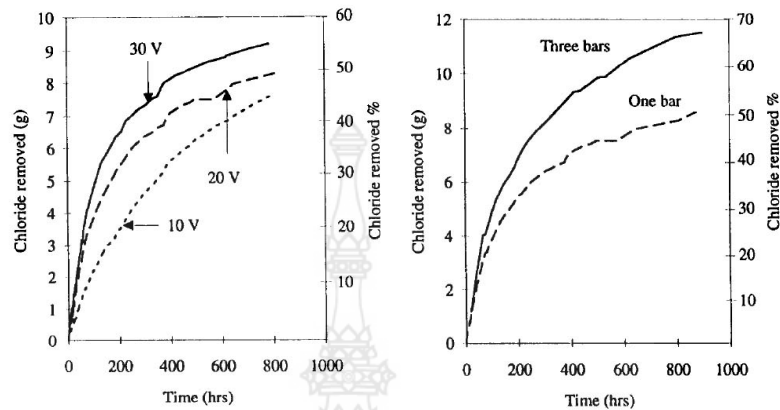 Chloride removed (g)
10
9
8
7
6
5
4
3
2
1
0
60
50
40
30
20
10
Chloride removed %
30 V
20 V
10 V
0 200 400 600 800 1000
Time (hrs)
Chloride removed (g)
12
10
8
6
4
2
0
70
60
50
40
30
20
10
Chloride removed %
Three bars
One bar
0 200 400 600 800 1000
Time (hrs)